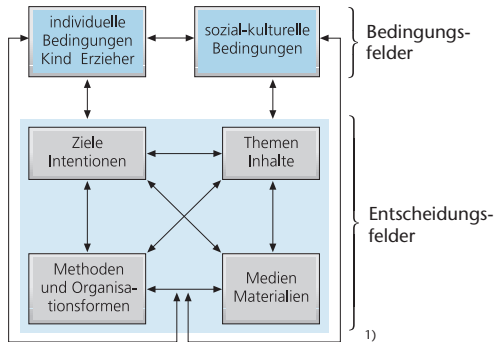 individuelle
Bedingungen
Kind Erzieher
sozial-kulturelle
Bedingungen
Bedingungs-
felder
Ziele
Intentionen
Themen
Inhalte
Entscheidungs-
felder
Methoden
und Organisa-
tionsformen
Medien
Materialien
1)